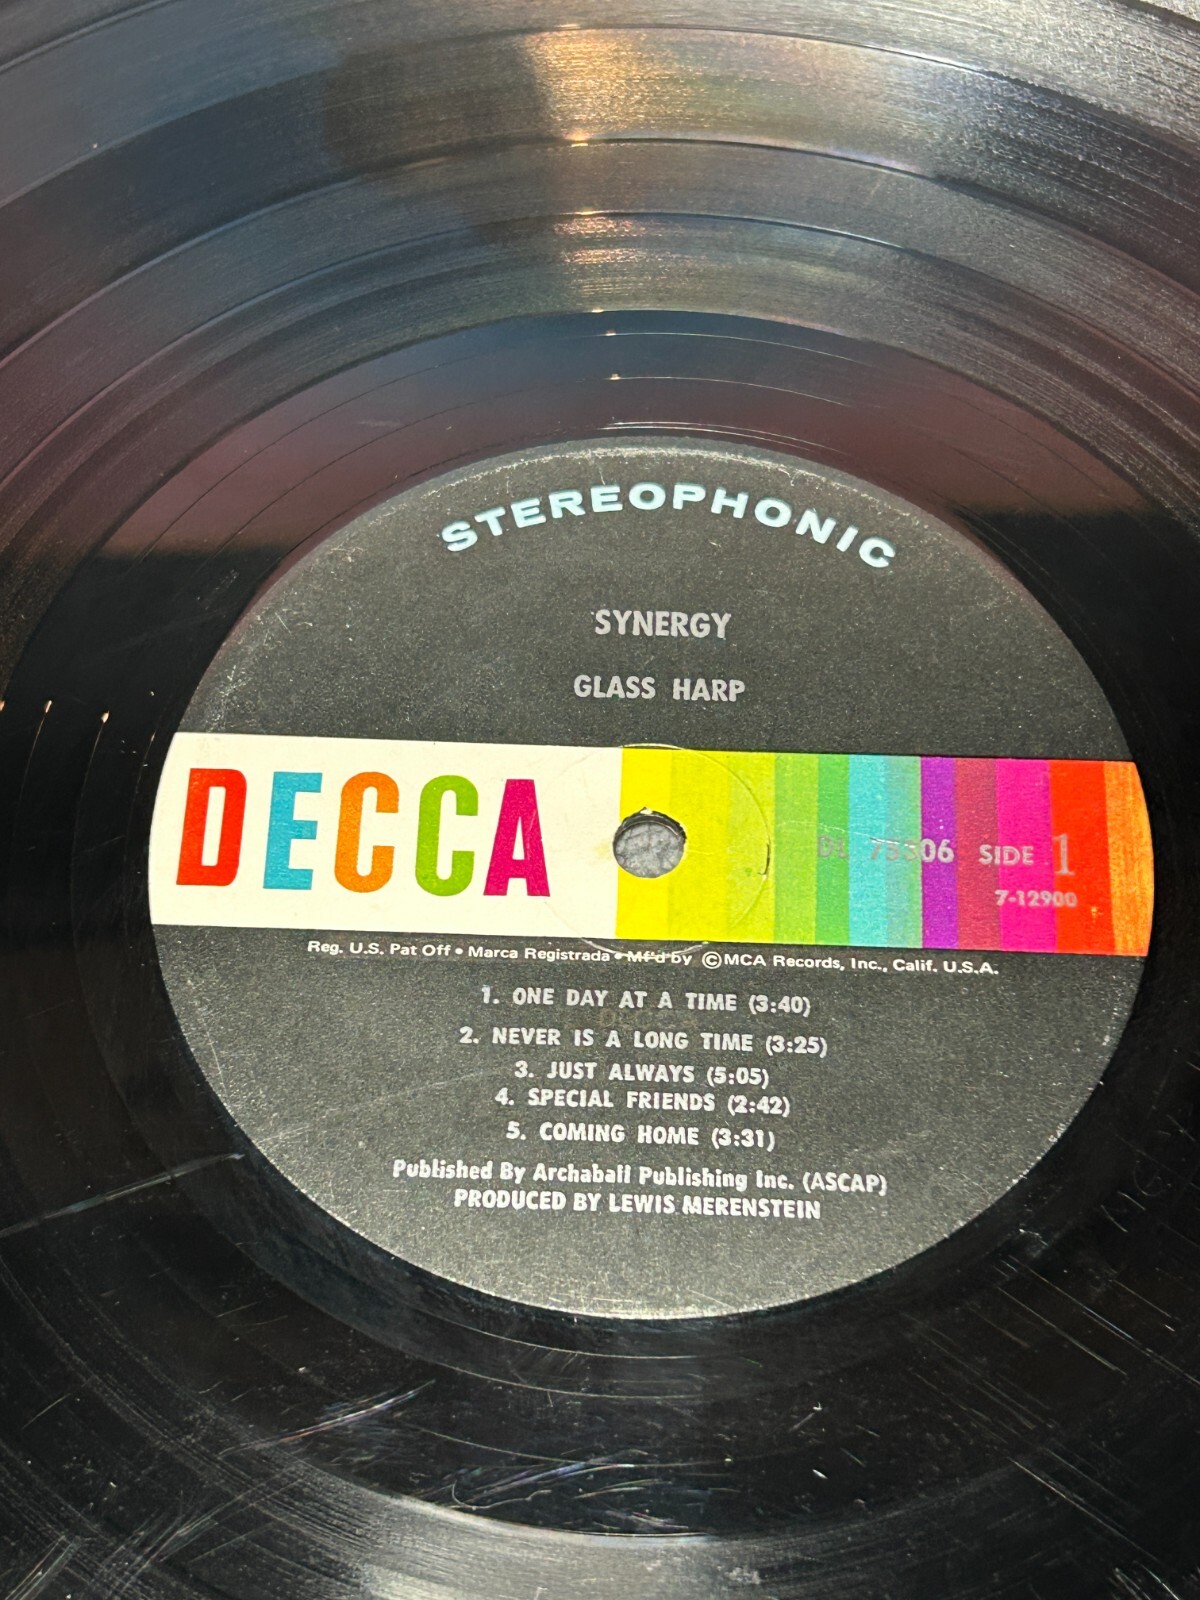 STEREOPHONIC
SYNERGY
GLASS HARP
DECCA
DL 75306 SIDE 1
7-12900
Reg. U.S. Pat Off • Marca Registrada • Mf'd by ©MCA Records, Inc., Calif. U.S.A.
1. ONE DAY AT A TIME (3:40)
2. NEVER IS A LONG TIME (3:25)
3. JUST ALWAYS (5:05)
4. SPECIAL FRIENDS (2:42)
5. COMING HOME (3:31)
Published By Archaball Publishing Inc. (ASCAP)
PRODUCED BY LEWIS MERENSTEIN